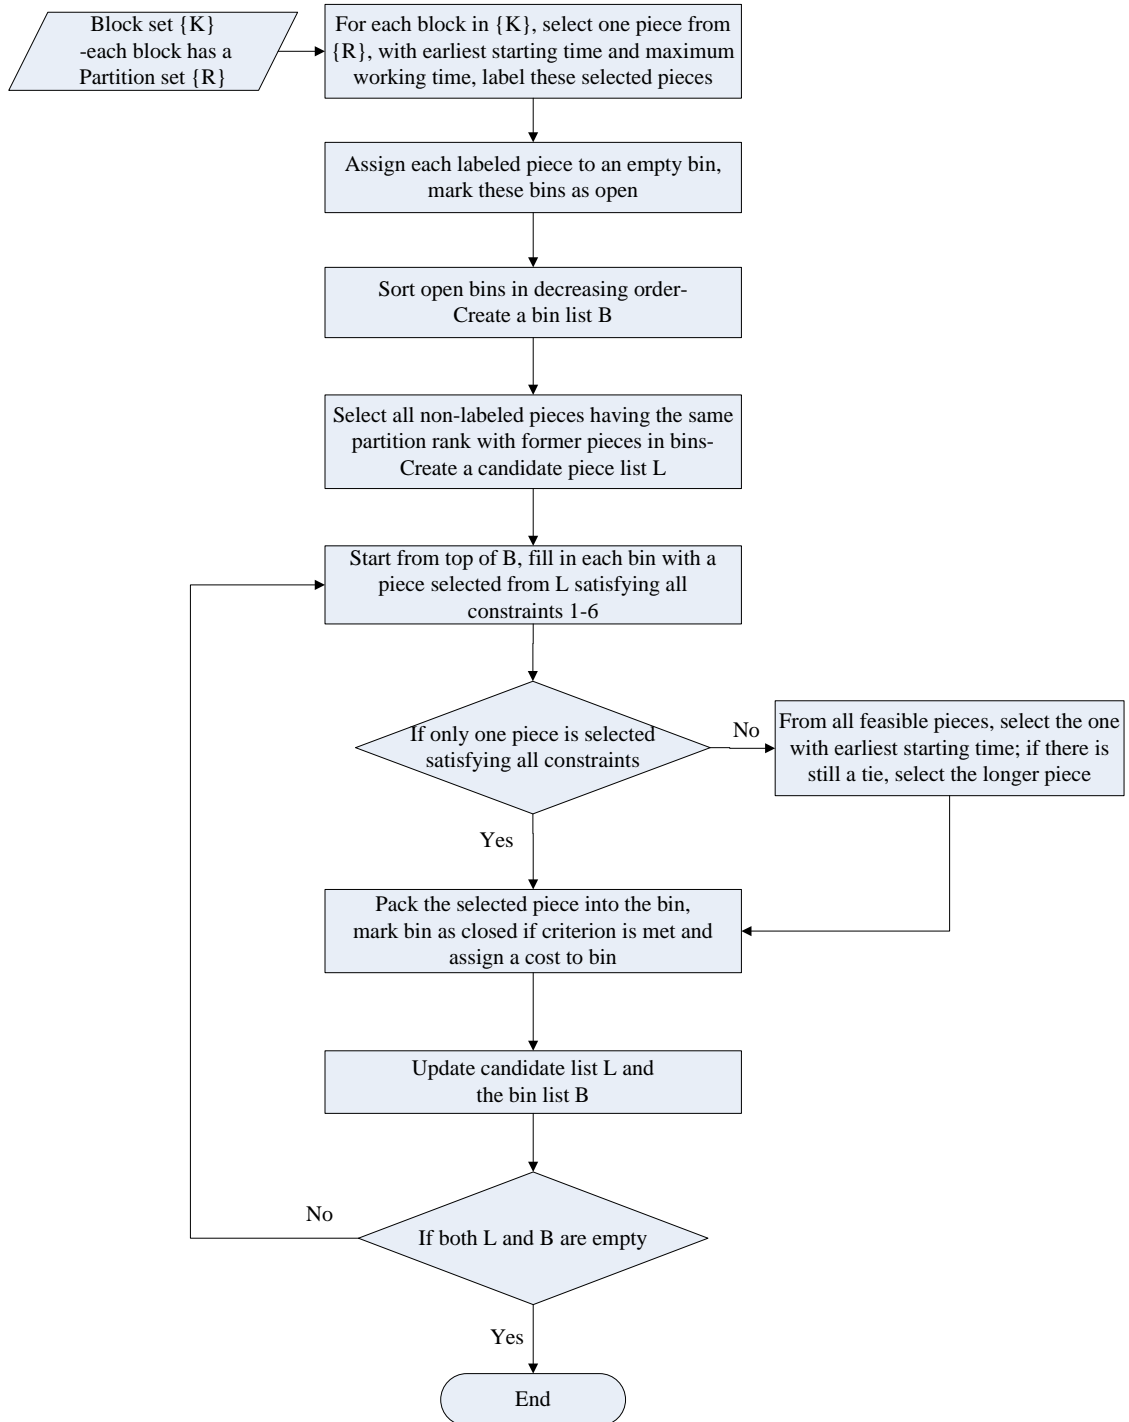 Block set {K}
-each block has a
Partition set {R}
For each block in {K}, select one piece from
{R}, with earliest starting time and maximum
working time, label these selected pieces
Assign each labeled piece to an empty bin,
mark these bins as open
Sort open bins in decreasing order-
Create a bin list B
Select all non-labeled pieces having the same
partition rank with former pieces in bins-
Create a candidate piece list L
Start from top of B, fill in each bin with a
piece selected from L satisfying all
constraints 1-6
If only one piece is selected
satisfying all constraints
No
From all feasible pieces, select the one
with earliest starting time; if there is
still a tie, select the longer piece
Yes
Pack the selected piece into the bin,
mark bin as closed if criterion is met and
assign a cost to bin
Update candidate list L and
the bin list B
No
If both L and B are empty
Yes
End